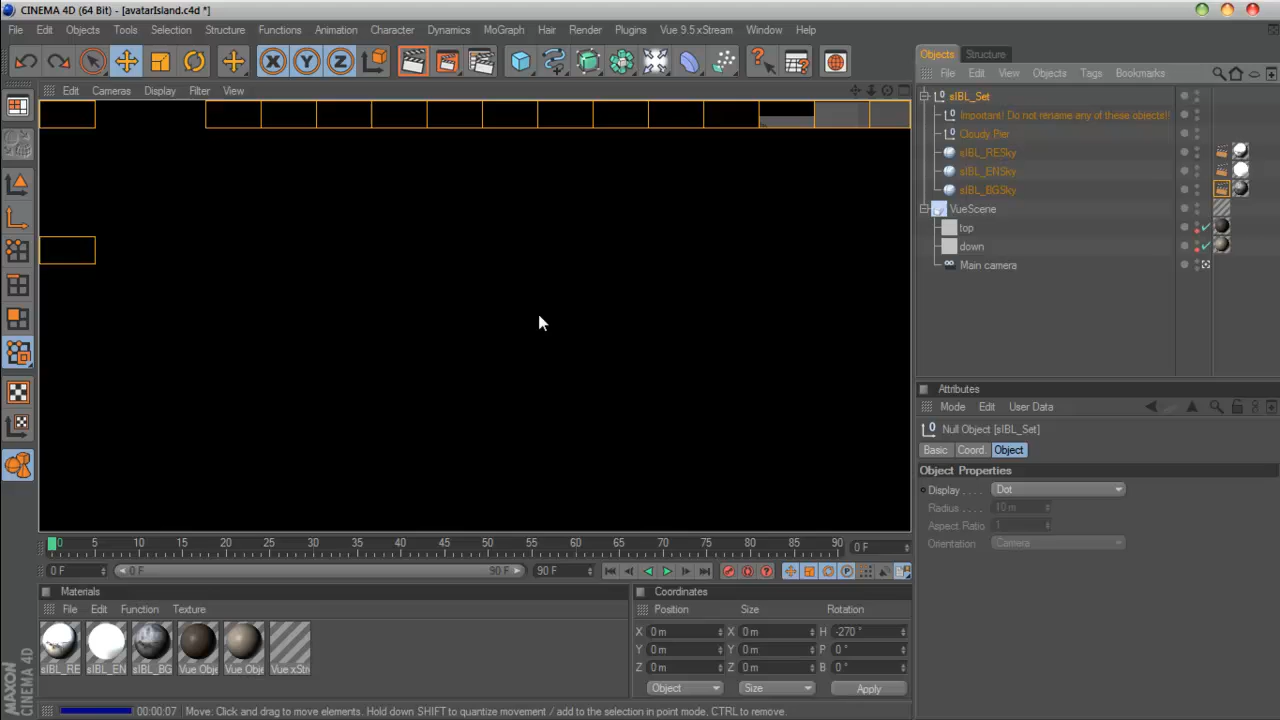 CINEMA 4D (64 Bit) - [avatarIsland.c4d *]
File Edit Objects Tools Selection Structure Functions Animation Character Dynamics MoGraph Hair Render Plugins Vue 9.5 xStream Window Help
Objects Structure
File Edit View Objects Tags Bookmarks
Edit Cameras Display Filter View
sIBL_Set
Important! Do not rename any of these objects!!
Cloudy Pier
sIBL_RESky
sIBL_ENSky
sIBL_BGSky
VueScene
top
down
Main camera
Attributes
Mode Edit User Data
Null Object [sIBL_Set]
Basic Coord. Object
Object Properties
Display . . . . Dot
Radius . . . . 10 m
Aspect Ratio 1
Orientation Camera
0 5 10 15 20 25 30 35 40 45 50 55 60 65 70 75 80 85 90 0 F
0 F 0 F 90 F 90 F
Materials
File Edit Function Texture
sIBL_RE sIBL_EN sIBL_BG Vue Obje Vue Obje Vue xStr
Coordinates
Position Size Rotation
X 0 m X 0 m H -270 °
Y 0 m Y 0 m P 0 °
Z 0 m Z 0 m B 0 °
Object Size Apply
MAXON
CINEMA 4D
00:00:07 Move: Click and drag to move elements. Hold down SHIFT to quantize movement / add to the selection in point mode, CTRL to remove.